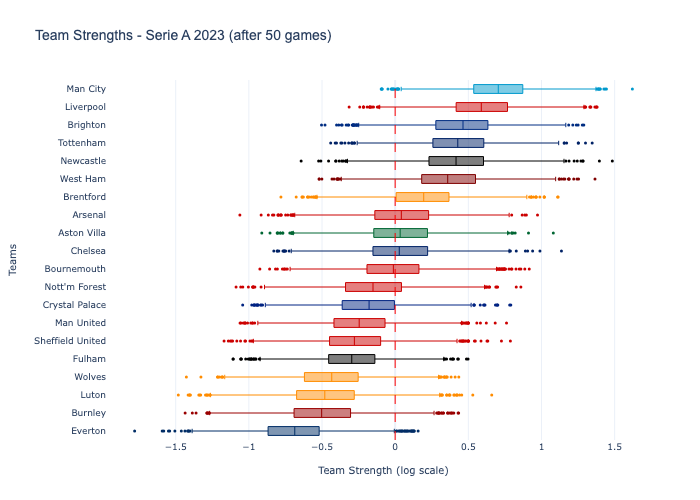 Team Strengths - Serie A 2023 (after 50 games)
Teams
Man City
Liverpool
Brighton
Tottenham
Newcastle
West Ham
Brentford
Arsenal
Aston Villa
Chelsea
Bournemouth
Nott'm Forest
Crystal Palace
Man United
Sheffield United
Fulham
Wolves
Luton
Burnley
Everton
−1.5 −1 −0.5 0 0.5 1 1.5
Team Strength (log scale)